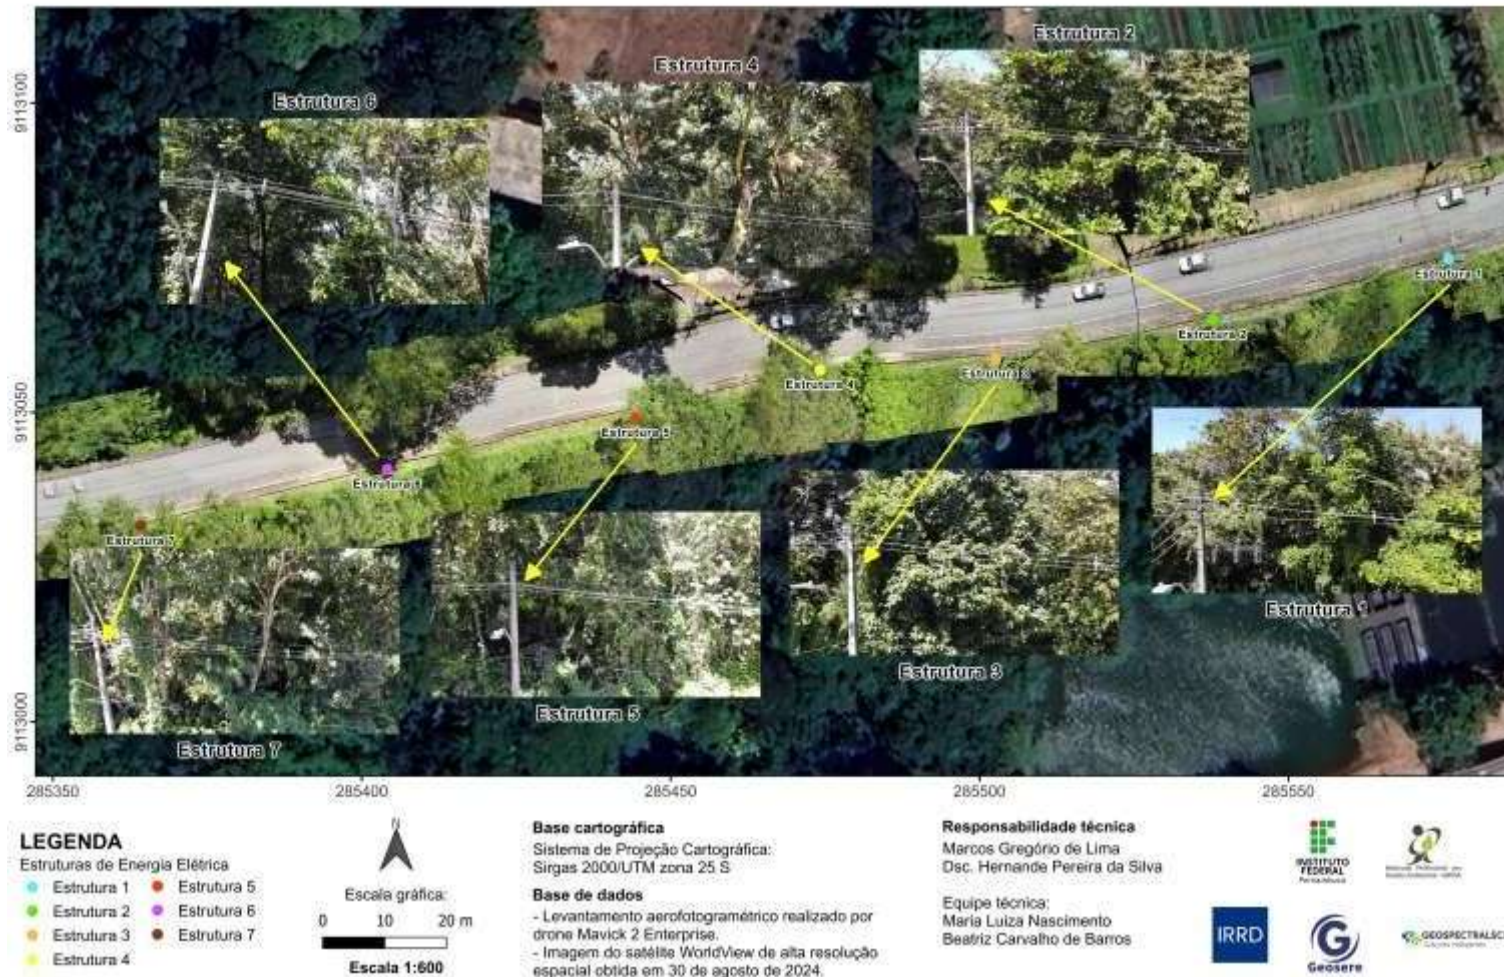 Estrutura 2
Estrutura 4
Estrutura 6
9113100
9113050
9113000
Estrutura 1
Estrutura 2
Estrutura 3
Estrutura 4
Estrutura 5
Estrutura 6
Estrutura 7
Estrutura 1
Estrutura 3
Estrutura 5
Estrutura 7
285350
285400
285450
285500
285550
LEGENDA
Estruturas de Energia Elétrica
Estrutura 1
Estrutura 2
Estrutura 3
Estrutura 4
Estrutura 5
Estrutura 6
Estrutura 7
N
Escala gráfica:
0 10 20 m
Escala 1:600
Base cartográfica
Sistema de Projeção Cartográfica:
Sirgas 2000/UTM zona 25 S
Base de dados
- Levantamento aerofotogramétrico realizado por
drone Mavick 2 Enterprise.
- Imagem do satélite WorldView de alta resolução
espacial obtida em 30 de agosto de 2024.
Responsabilidade técnica
Marcos Gregório de Lima
Dsc. Hernande Pereira da Silva
Equipe técnica:
Maria Luiza Nascimento
Beatriz Carvalho de Barros
INSTITUTO
FEDERAL
Pernambuco
IRRD
Geosere
GEOSPECTRALSC